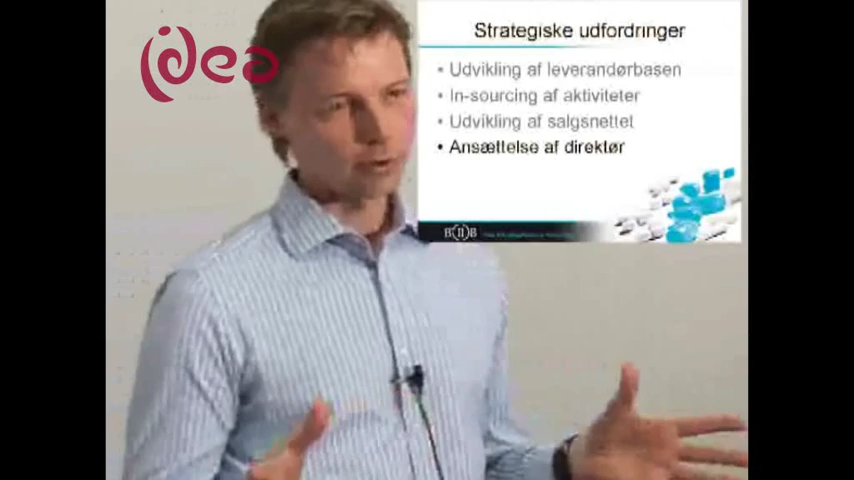 idea
Strategiske udfordringer
• Udvikling af leverandørbasen
• In-sourcing af aktiviteter
• Udvikling af salgsnettet
• Ansættelse af direktør